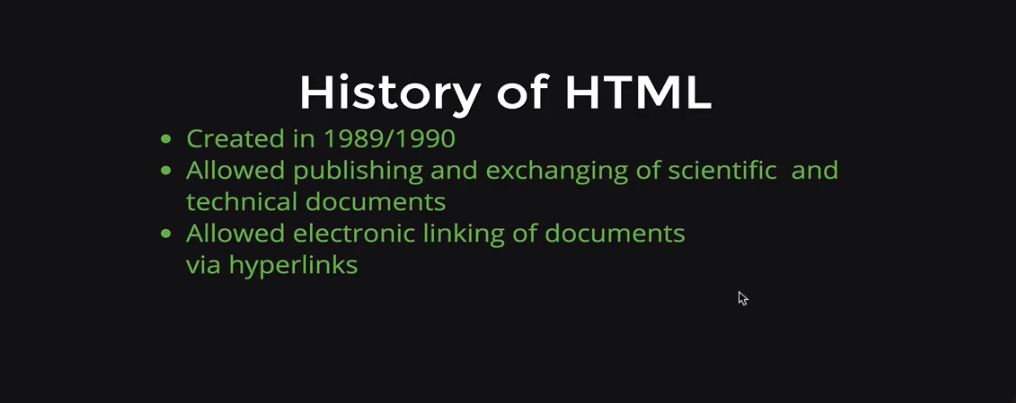 History of HTML
• Created in 1989/1990
• Allowed publishing and exchanging of scientific  and
technical documents
• Allowed electronic linking of documents
via hyperlinks